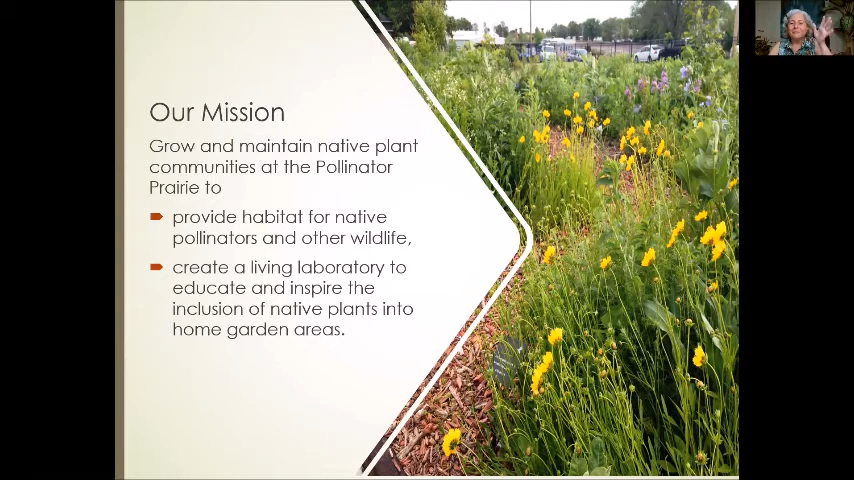 Our Mission
Grow and maintain native plant
communities at the Pollinator
Prairie to
provide habitat for native
pollinators and other wildlife,
create a living laboratory to
educate and inspire the
inclusion of native plants into
home garden areas.